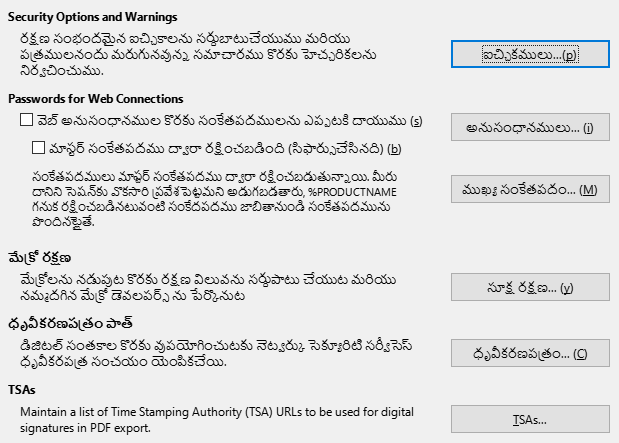 Security Options and Warnings
రక్షణ సంభందమైన ఐచ్చికాలను సర్దుబాటుచేయుము మరియు
పత్రములనందు మరుగునవున్న సమాచారము కొరకు హెచ్చరికలను
నిర్వచించుము.
ఐచ్ఛికములు...(p)
Passwords for Web Connections
వెబ్ అనుసంధానముల కొరకు సంకేతపదములను ఎప్పటకి దాయుము (s)
అనుసంధానములు... (i)
మాస్టర్ సంకేతపదము ద్వారా రక్షించబడింది (సిఫార్సుచేసినది) (b)
సంకేతపదములు మాష్టర్ సంకేతపదము ద్వారా రక్షించబడుతున్నాయి. మీరు
దానిని సెషన్‌కు వొకసారి ప్రవేశపెట్టమని అడుగబడతారు, %PRODUCTNAME
గనుక రక్షించబడినటువంటి సంకేదపదము జాబితానుండి సంకేతపదమును
పొందినట్లైతే.
ముఖ్య సంకేతపదం... (M)
మేక్రో రక్షణ
మేక్రోలను నడుపుట కొరకు రక్షణ విలువను సర్దుపాటు చేయుట మరియు
నమ్మదగిన మేక్రో డెవలపర్స్ ను పేర్కొనుట
సూక్ష్మ రక్షణ... (y)
ధృవీకరణపత్రం పాత్
డిజిటల్ సంతకాల కొరకు వుపయోగించుటకు నెట్వర్కు సెక్యూరిటి సర్వీసెస్
ధృవీకరపత్ర సంచయం యెంపికచేయి.
ధృవీకరణపత్రం... (C)
TSAs
Maintain a list of Time Stamping Authority (TSA) URLs to be used for digital
signatures in PDF export.
TSAs...